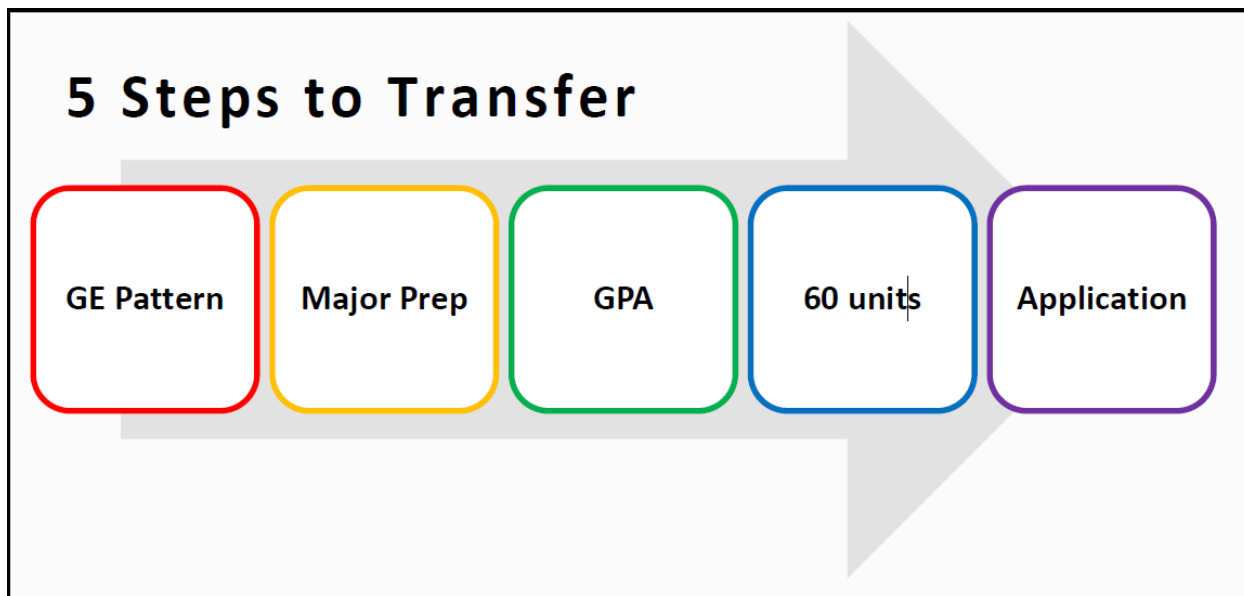 5 Steps to Transfer
GE Pattern
Major Prep
GPA
60 units
Application